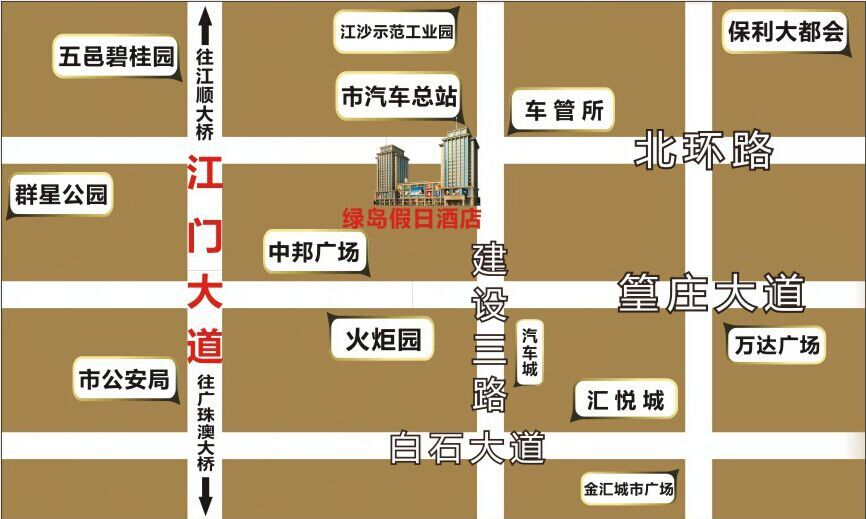 江沙示范工业园
保利大都会
五邑碧桂园
往江顺大桥
市汽车总站
车管所
北环路
江门大道
群星公园
绿岛假日酒店
中邦广场
建设三路
篁庄大道
火炬园
汽车城
万达广场
市公安局
往广珠澳大桥
汇悦城
白石大道
金汇城市广场